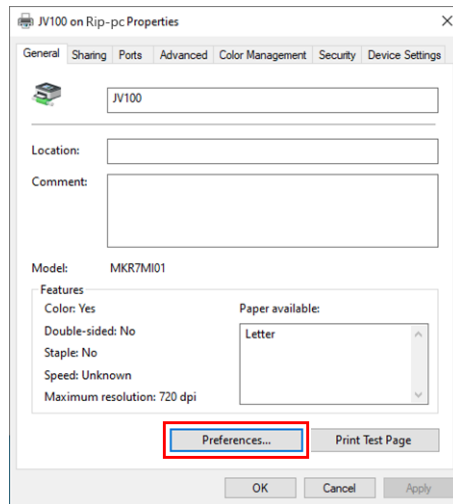 JV100 on Rip-pc Properties
General Sharing Ports Advanced Color Management Security Device Settings
JV100
Location:
Comment:
Model: MKR7MI01
Features
Color: Yes Paper available:
Double-sided: No Letter
Staple: No
Speed: Unknown
Maximum resolution: 720 dpi
Preferences... Print Test Page
OK Cancel Apply